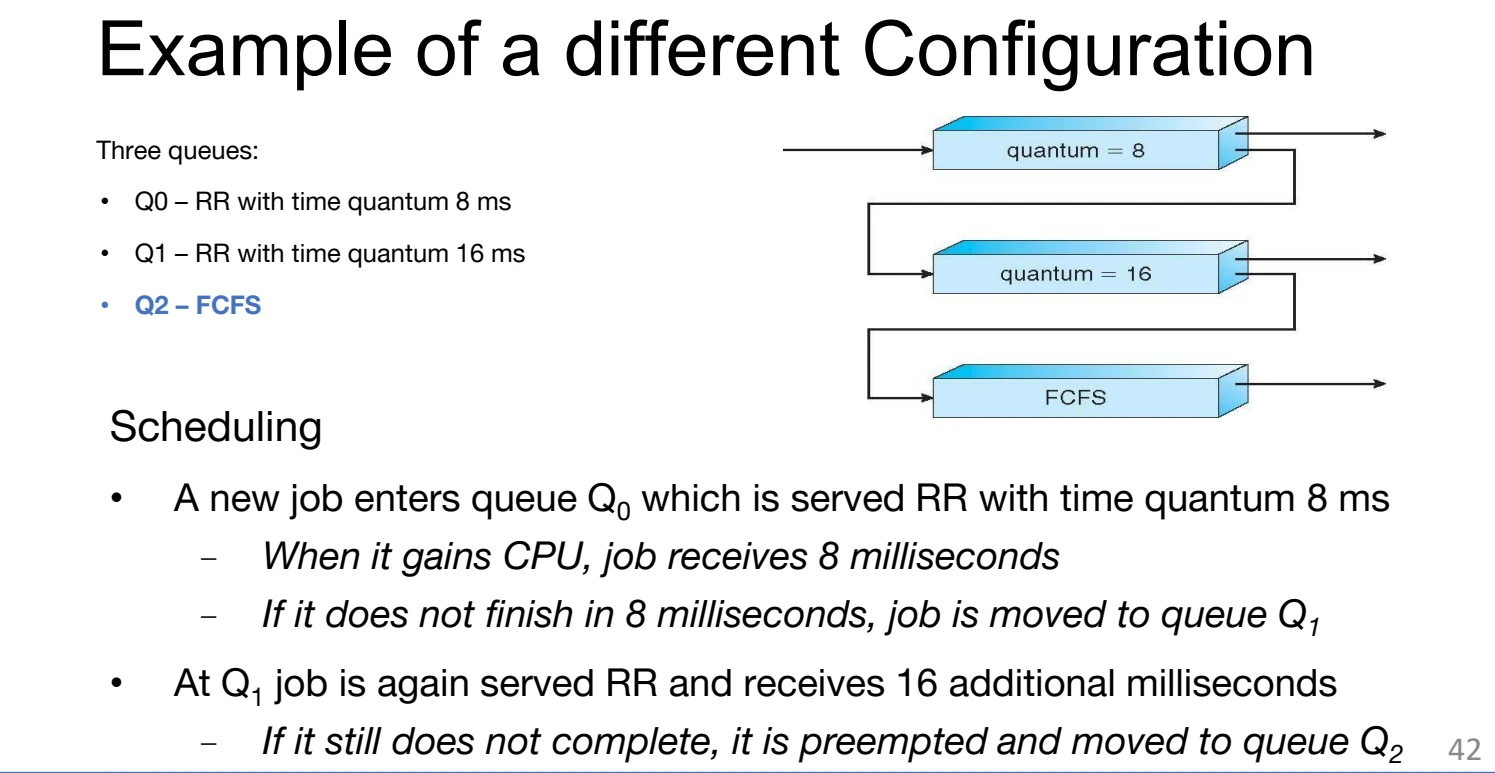 Example of a different Configuration
Three queues:
• Q0 – RR with time quantum 8 ms
• Q1 – RR with time quantum 16 ms
• Q2 – FCFS
quantum = 8
quantum = 16
FCFS
Scheduling
• A new job enters queue Q₀ which is served RR with time quantum 8 ms
– When it gains CPU, job receives 8 milliseconds
– If it does not finish in 8 milliseconds, job is moved to queue Q₁
• At Q₁ job is again served RR and receives 16 additional milliseconds
– If it still does not complete, it is preempted and moved to queue Q₂
42